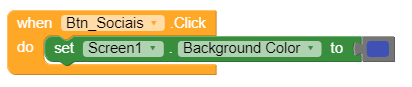 when Btn_Sociais .Click
do set Screen1 . Background Color to